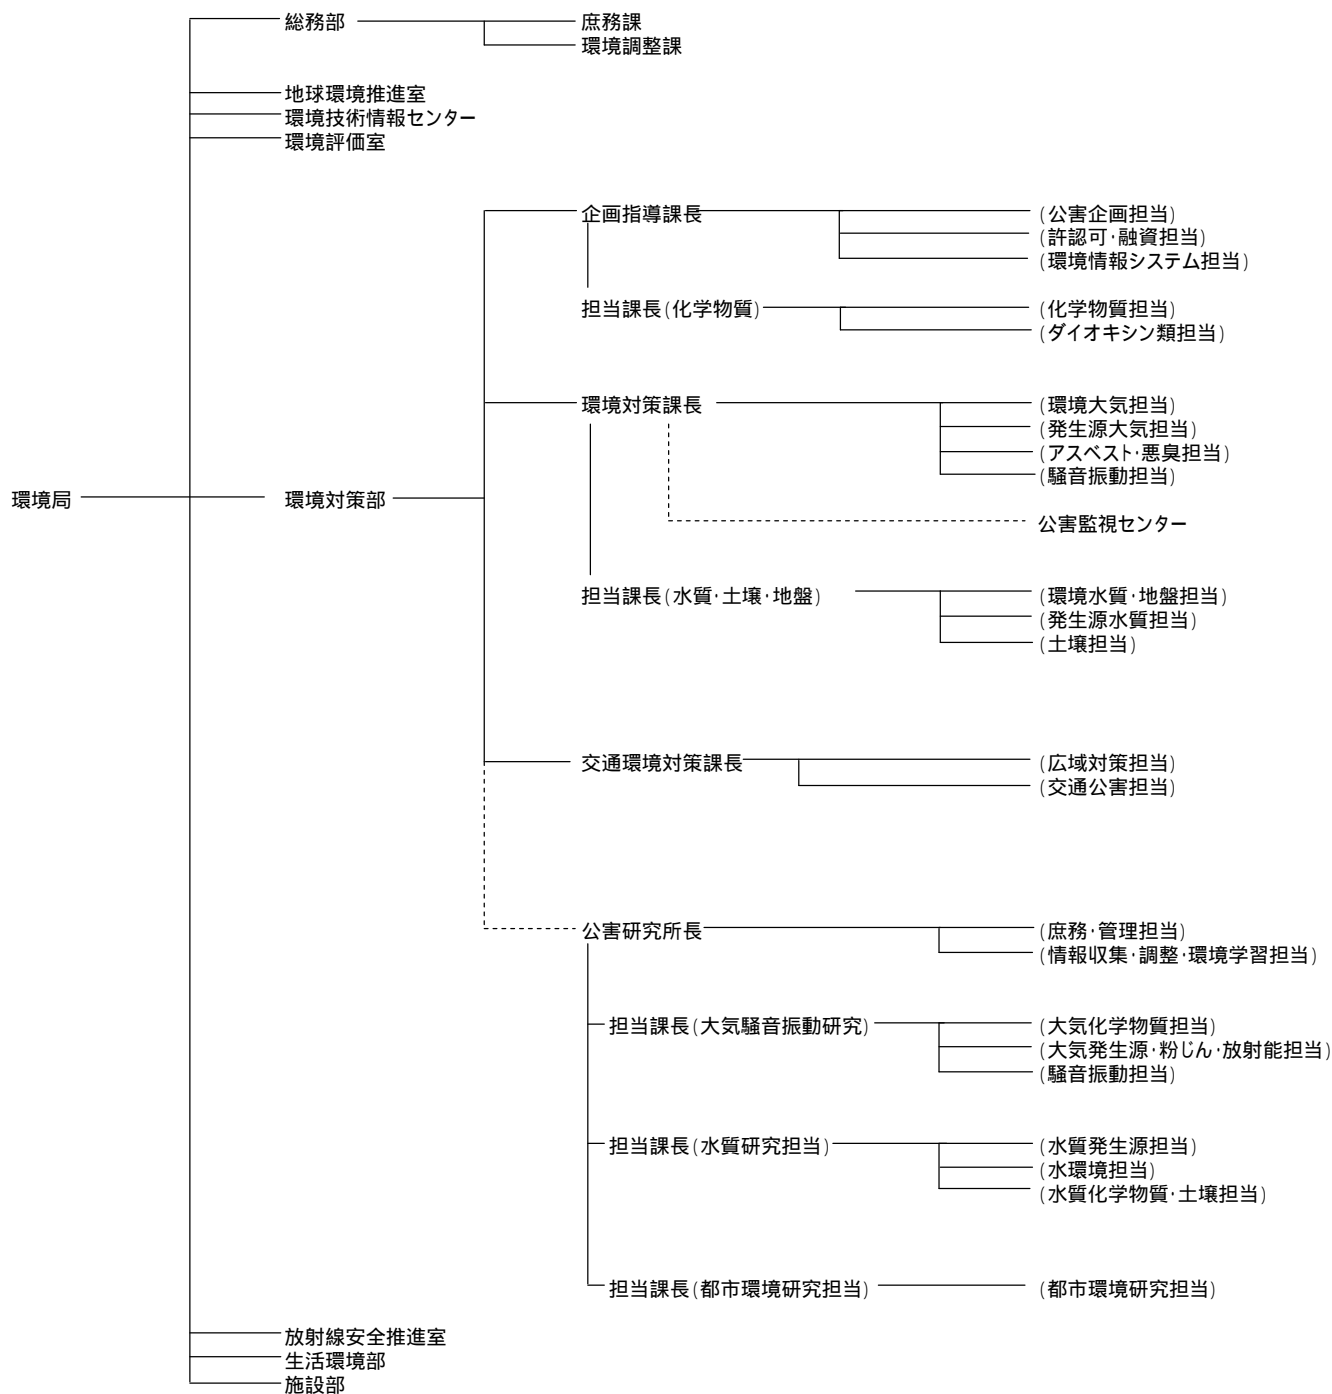 総務部
庶務課
環境調整課
地球環境推進室
環境技術情報センター
環境評価室
企画指導課長
(公害企画担当)
(許認可・融資担当)
(環境情報システム担当)
担当課長(化学物質)
(化学物質担当)
(ダイオキシン類担当)
環境対策課長
(環境大気担当)
(発生源大気担当)
(アスベスト・悪臭担当)
(騒音振動担当)
環境局
環境対策部
公害監視センター
担当課長(水質・土壌・地盤)
(環境水質・地盤担当)
(発生源水質担当)
(土壌担当)
交通環境対策課長
(広域対策担当)
(交通公害担当)
公害研究所長
(庶務・管理担当)
(情報収集・調整・環境学習担当)
担当課長(大気騒音振動研究)
(大気化学物質担当)
(大気発生源・粉じん・放射能担当)
(騒音振動担当)
担当課長(水質研究担当)
(水質発生源担当)
(水環境担当)
(水質化学物質・土壌担当)
担当課長(都市環境研究担当)
(都市環境研究担当)
放射線安全推進室
生活環境部
施設部